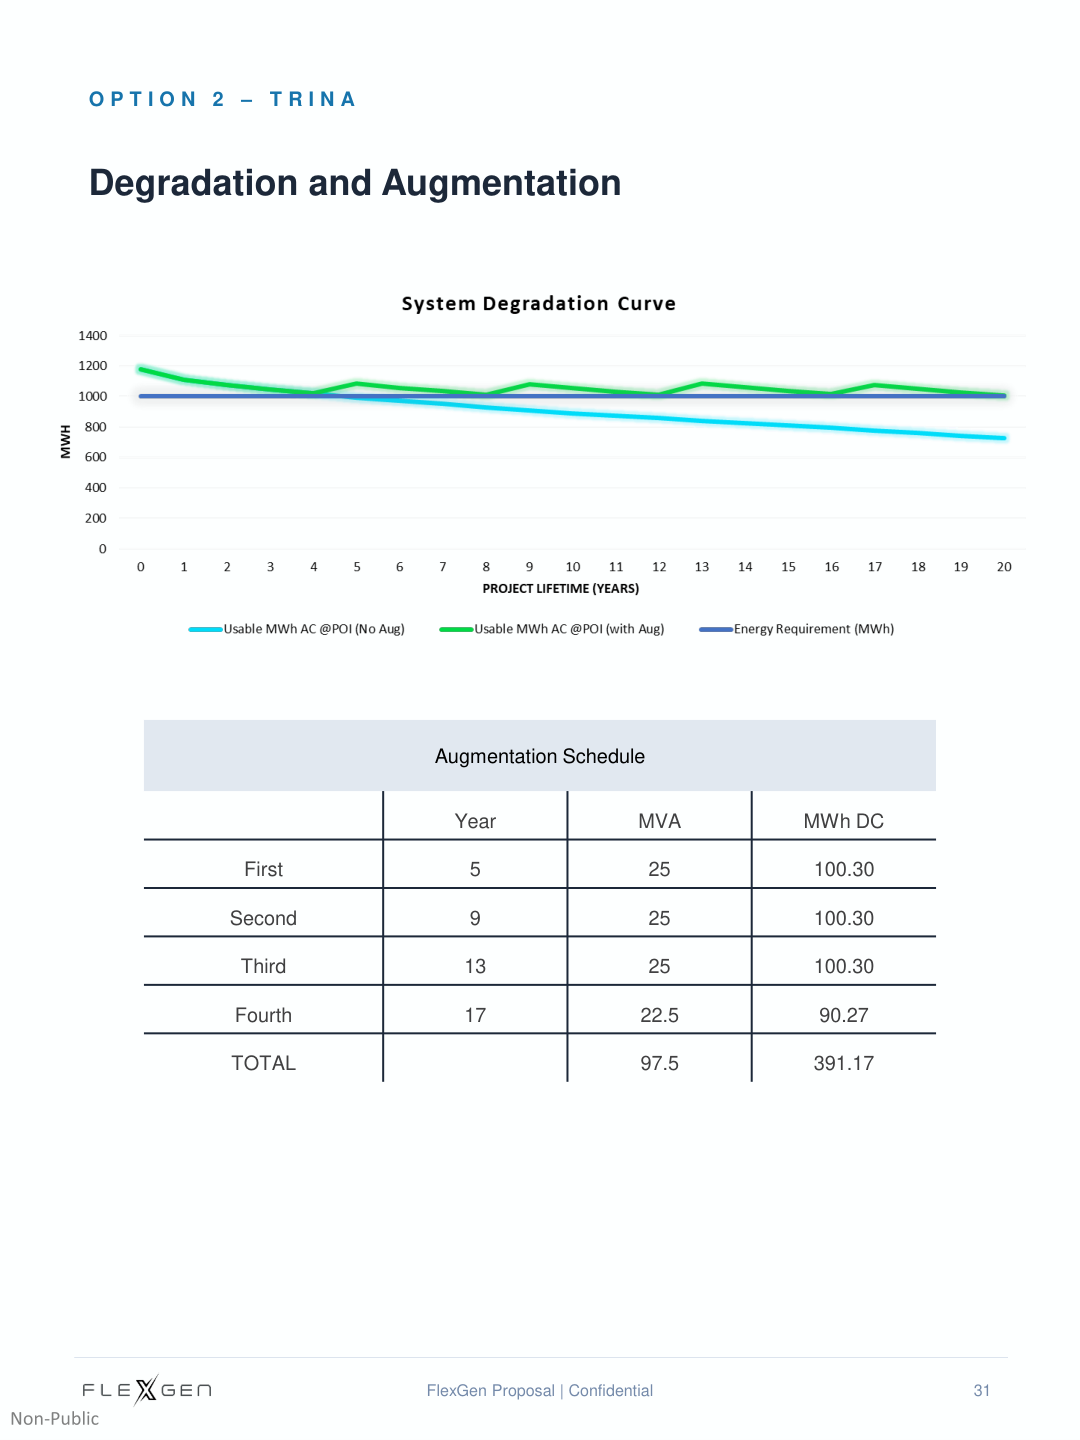 OPTION 2 – TRINA
Degradation and Augmentation
System Degradation Curve
1400
1200
1000
800
600
400
200
0
MWH
0 1 2 3 4 5 6 7 8 9 10 11 12 13 14 15 16 17 18 19 20
PROJECT LIFETIME (YEARS)
Usable MWh AC @POI (No Aug) Usable MWh AC @POI (with Aug) Energy Requirement (MWh)
Augmentation Schedule
Year MVA MWh DC
First 5 25 100.30
Second 9 25 100.30
Third 13 25 100.30
Fourth 17 22.5 90.27
TOTAL 97.5 391.17
FLEXGEN FlexGen Proposal | Confidential 31
Non-Public